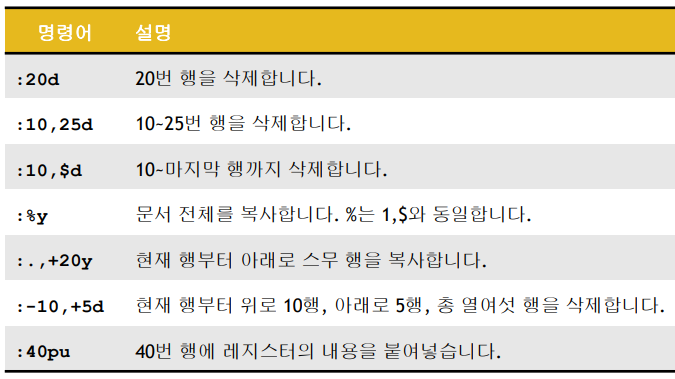 명령어 설명
:20d 20번 행을 삭제합니다.
:10,25d 10~25번 행을 삭제합니다.
:10,$d 10~마지막 행까지 삭제합니다.
:%y 문서 전체를 복사합니다. %는 1,$와 동일합니다.
:.,+20y 현재 행부터 아래로 스무 행을 복사합니다.
:-10,+5d 현재 행부터 위로 10행, 아래로 5행, 총 열여섯 행을 삭제합니다.
:40pu 40번 행에 레지스터의 내용을 붙여넣습니다.